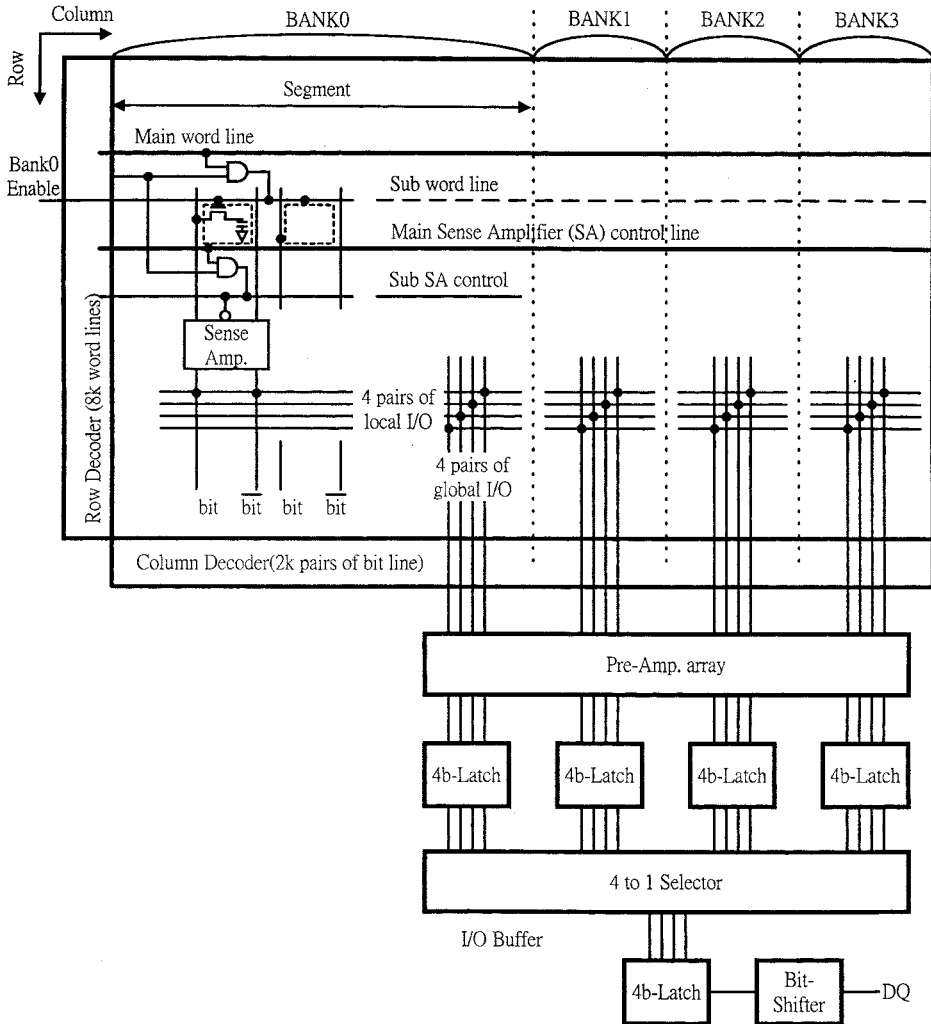 Column
BANK0
BANK1
BANK2
BANK3
Row
Segment
Main word line
Bank0
Enable
Sub word line
Main Sense Amplifier (SA) control line
Sub SA control
Sense
Amp.
Row Decoder (8k word lines)
4 pairs of
local I/O
4 pairs of
global I/O
bit
b̅i̅t̅
bit
b̅i̅t̅
Column Decoder(2k pairs of bit line)
Pre-Amp. array
4b-Latch
4b-Latch
4b-Latch
4b-Latch
4 to 1 Selector
I/O Buffer
4b-Latch
Bit-
Shifter
DQ